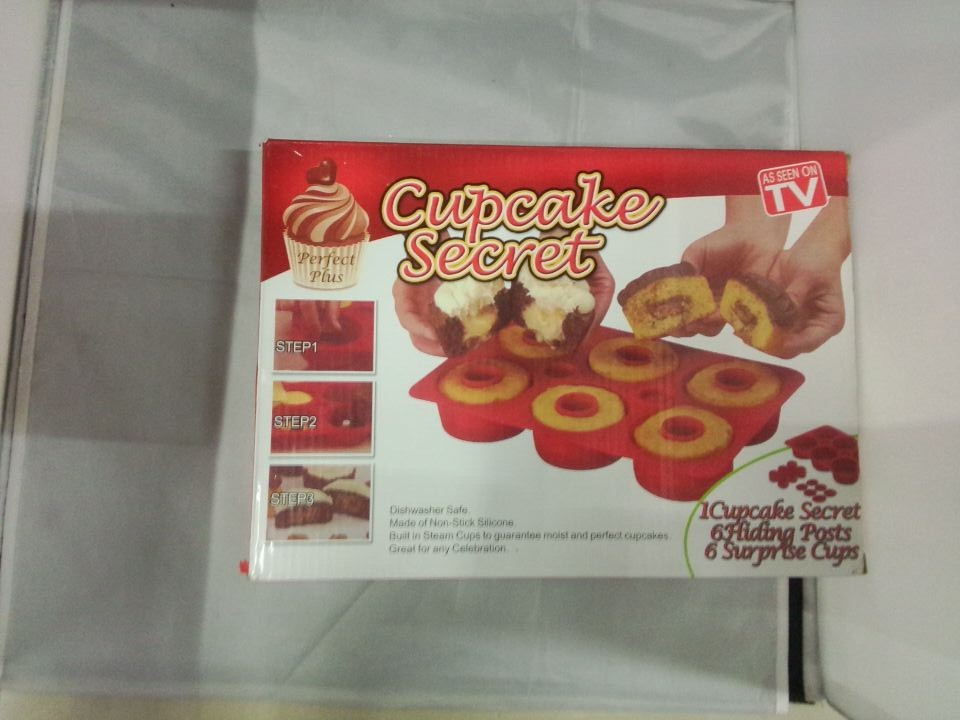 Cupcake
Secret
AS SEEN ON
TV
Perfect
Plus
STEP1
STEP2
STEP3
Dishwasher Safe.
Made of Non-Stick Silicone.
Built in Steam Cups to guarantee moist and perfect cupcakes.
Great for any Celebration. .
1Cupcake Secret
6Hiding Posts
6 Surprise Cups